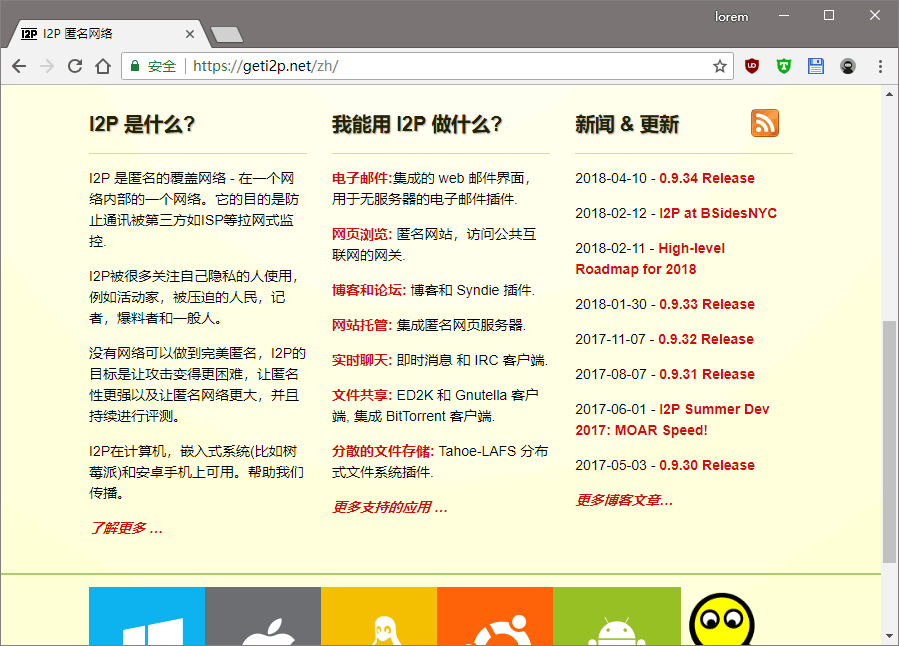 lorem
I2P I2P 匿名网络
安全 https://geti2p.net/zh/
I2P 是什么?
I2P 是匿名的覆盖网络 - 在一个网
络内部的一个网络。它的目的是防
止通讯被第三方如ISP等拉网式监
控.
I2P被很多关注自己隐私的人使用，
例如活动家，被压迫的人民，记
者，爆料者和一般人。
没有网络可以做到完美匿名，I2P的
目标是让攻击变得更困难，让匿名
性更强以及让匿名网络更大，并且
持续进行评测。
I2P在计算机，嵌入式系统(比如树
莓派)和安卓手机上可用。帮助我们
传播。
了解更多 ...
我能用 I2P 做什么?
电子邮件:集成的 web 邮件界面，
用于无服务器的电子邮件插件.
网页浏览: 匿名网站，访问公共互
联网的网关.
博客和论坛: 博客和 Syndie 插件.
网站托管: 集成匿名网页服务器.
实时聊天: 即时消息 和 IRC 客户端.
文件共享: ED2K 和 Gnutella 客户
端, 集成 BitTorrent 客户端.
分散的文件存储: Tahoe-LAFS 分布
式文件系统插件.
更多支持的应用 ...
新闻 & 更新
2018-04-10 - 0.9.34 Release
2018-02-12 - I2P at BSidesNYC
2018-02-11 - High-level
Roadmap for 2018
2018-01-30 - 0.9.33 Release
2017-11-07 - 0.9.32 Release
2017-08-07 - 0.9.31 Release
2017-06-01 - I2P Summer Dev
2017: MOAR Speed!
2017-05-03 - 0.9.30 Release
更多博客文章...